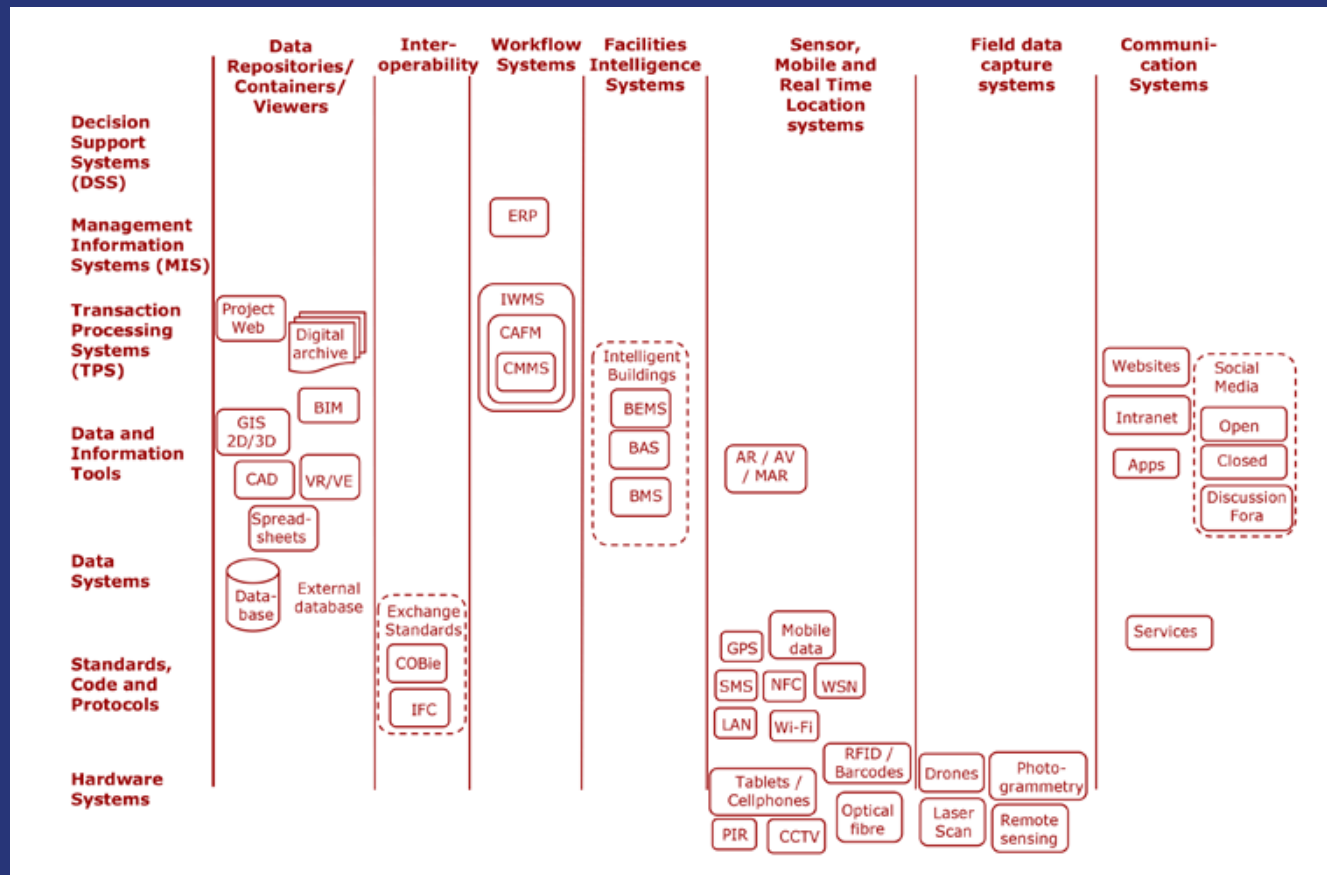 Data
Repositories/
Containers/
Viewers
Inter-
operability
Workflow
Systems
Facilities
Intelligence
Systems
Sensor,
Mobile and
Real Time
Location
systems
Field data
capture
systems
Communi-
cation
Systems
Decision
Support
Systems
(DSS)
Management
Information
Systems (MIS)
Transaction
Processing
Systems
(TPS)
Data and
Information
Tools
Data
Systems
Standards,
Code and
Protocols
Hardware
Systems
Project
Web
Digital
archive
BIM
GIS
2D/3D
CAD
VR/VE
Spread-
sheets
Data-
base
External
database
Exchange
Standards
COBie
IFC
ERP
IWMS
CAFM
CMMS
Intelligent
Buildings
BEMS
BAS
BMS
AR / AV
/ MAR
GPS
Mobile
data
SMS
NFC
WSN
LAN
Wi-Fi
RFID /
Barcodes
Tablets /
Cellphones
Optical
fibre
PIR
CCTV
Drones
Photo-
grammetry
Laser
Scan
Remote
sensing
Websites
Intranet
Apps
Social
Media
Open
Closed
Discussion
Fora
Services